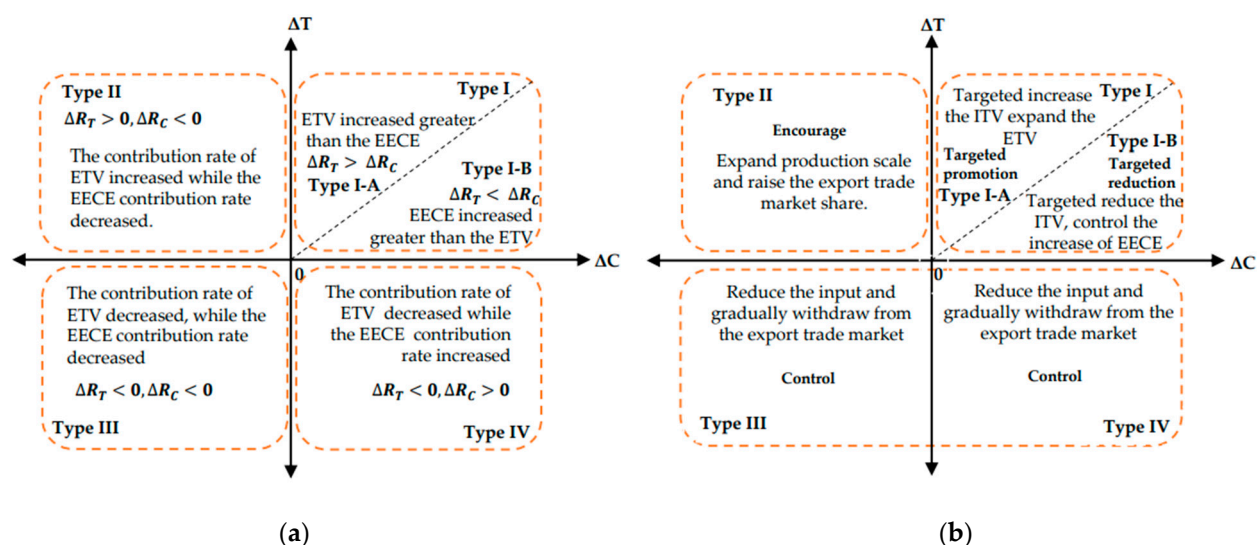 ΔT
Type II
ΔR_T > 0, ΔR_C < 0
The contribution rate of
ETV increased while the
EECE contribution rate
decreased.
Type I
ETV increased greater
than the EECE
ΔR_T > ΔR_C
Type I-A
Type I-B
ΔR_T < ΔR_C
EECE increased
greater than the ETV
0
ΔC
The contribution rate of
ETV decreased, while the
EECE contribution rate
decreased
ΔR_T < 0, ΔR_C < 0
Type III
The contribution rate of
ETV decreased while
the EECE contribution
rate increased
ΔR_T < 0, ΔR_C > 0
Type IV
(a)
ΔT
Type II
Encourage
Expand production scale
and raise the export trade
market share.
Type I
Targeted increase
the ITV expand the
ETV
Targeted
promotion
Type I-A
Type I-B
Targeted
reduction
Targeted reduce the
ITV, control the
increase of EECE
0
ΔC
Reduce the input and
gradually withdraw from
the export trade market
Control
Type III
Reduce the input and
gradually withdraw from the
export trade market
Control
Type IV
(b)